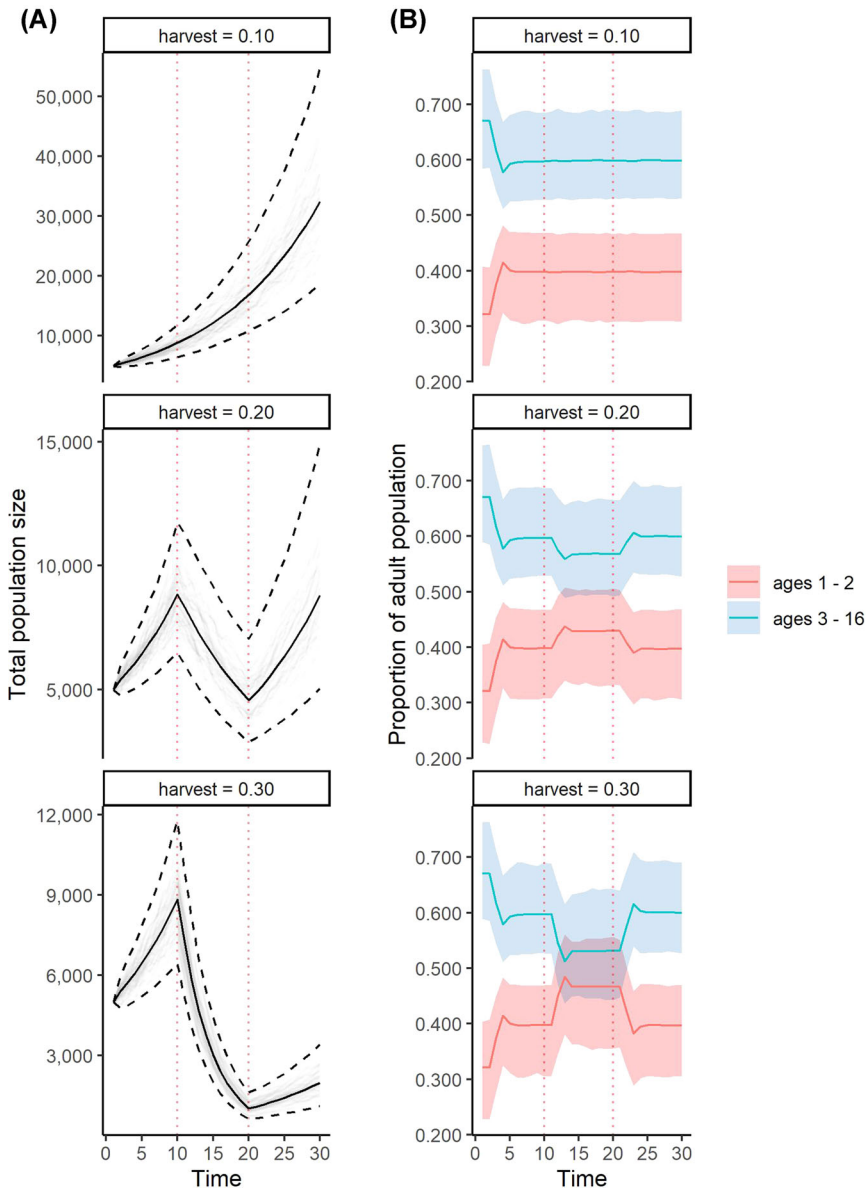 (A)
harvest = 0.10
50,000
40,000
30,000
20,000
10,000
harvest = 0.20
15,000
10,000
5,000
harvest = 0.30
12,000
9,000
6,000
3,000
0 5 10 15 20 25 30
Time
Total population size
(B)
harvest = 0.10
0.700
0.600
0.500
0.400
0.300
0.200
harvest = 0.20
0.700
0.600
0.500
0.400
0.300
0.200
harvest = 0.30
0.700
0.600
0.500
0.400
0.300
0.200
0 5 10 15 20 25 30
Time
Proportion of adult population
ages 1 - 2
ages 3 - 16